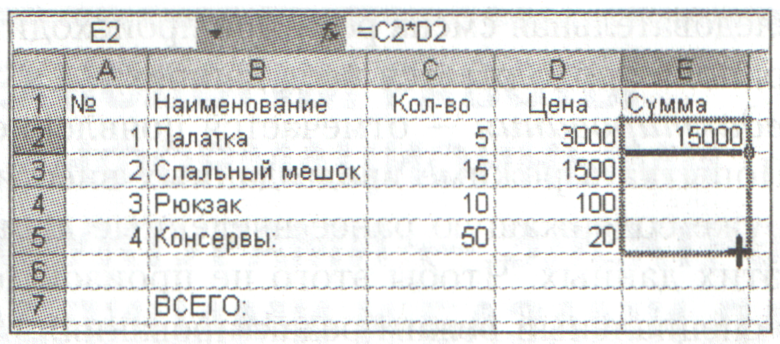 E2 fx =C2*D2
A B C D E
1 № Наименование Кол-во Цена Сумма
2 1 Палатка 5 3000 15000
3 2 Спальный мешок 15 1500
4 3 Рюкзак 10 100
5 4 Консервы: 50 20
6
7 ВСЕГО: